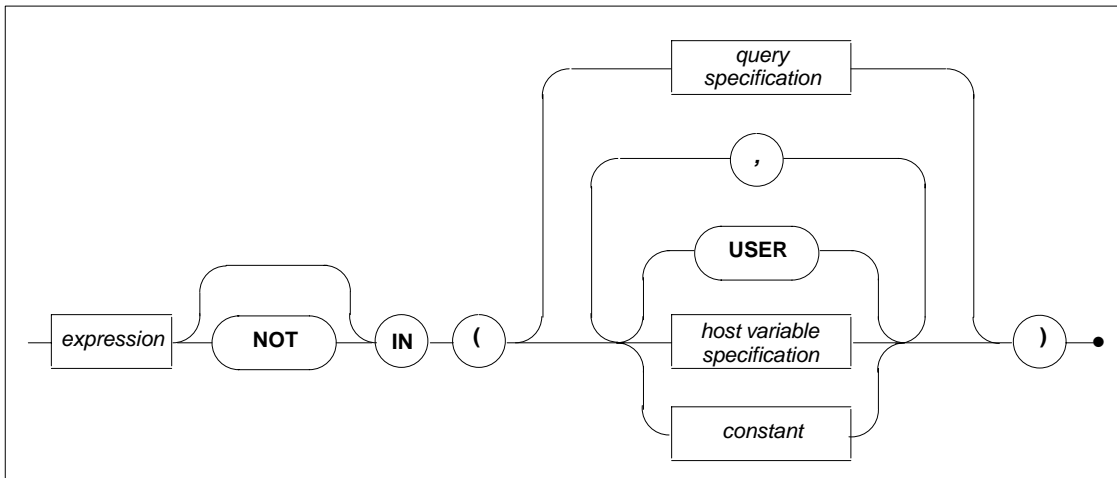 query
specification
,
USER
expression
NOT
IN
(
host variable
specification
)
constant